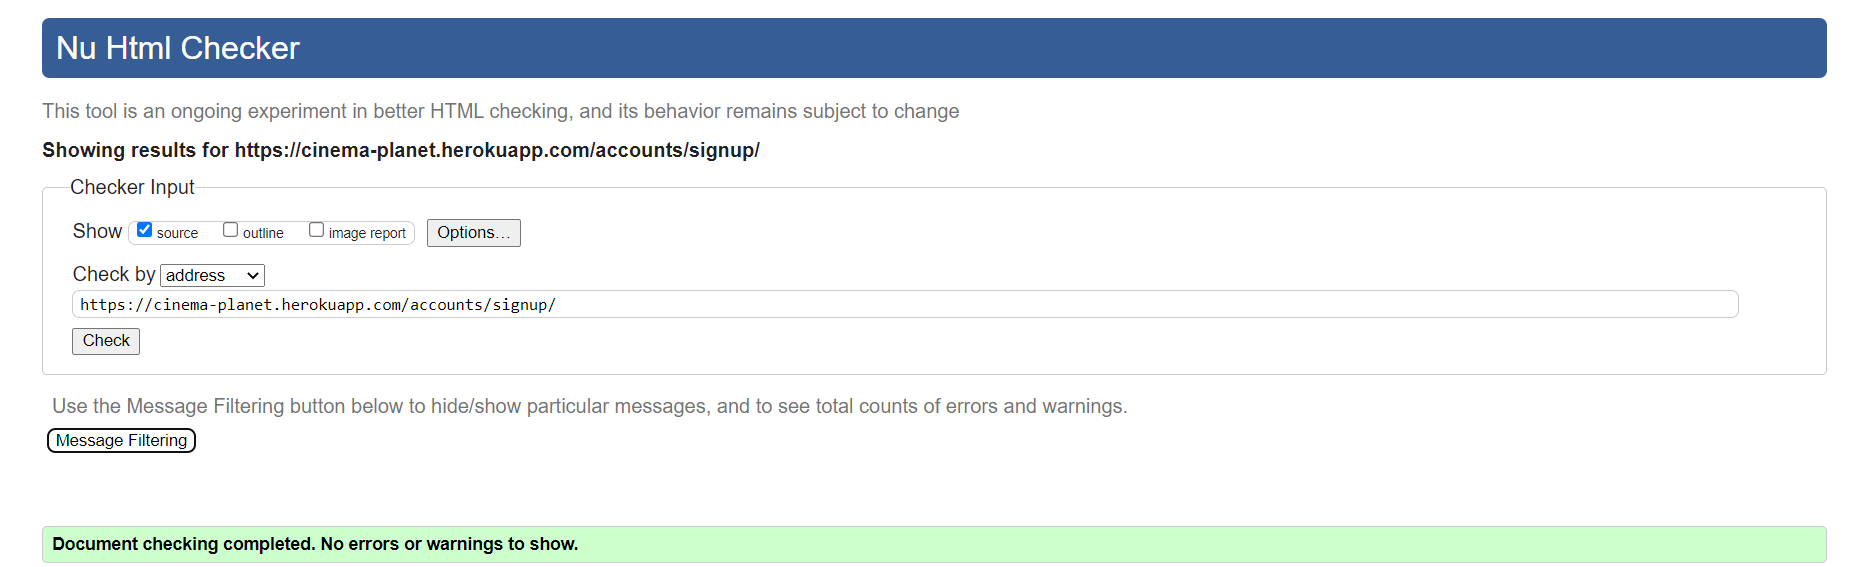 Nu Html Checker
This tool is an ongoing experiment in better HTML checking, and its behavior remains subject to change
Showing results for https://cinema-planet.herokuapp.com/accounts/signup/
Checker Input
Show source outline image report Options...
Check by address
https://cinema-planet.herokuapp.com/accounts/signup/
Check
Use the Message Filtering button below to hide/show particular messages, and to see total counts of errors and warnings.
Message Filtering
Document checking completed. No errors or warnings to show.